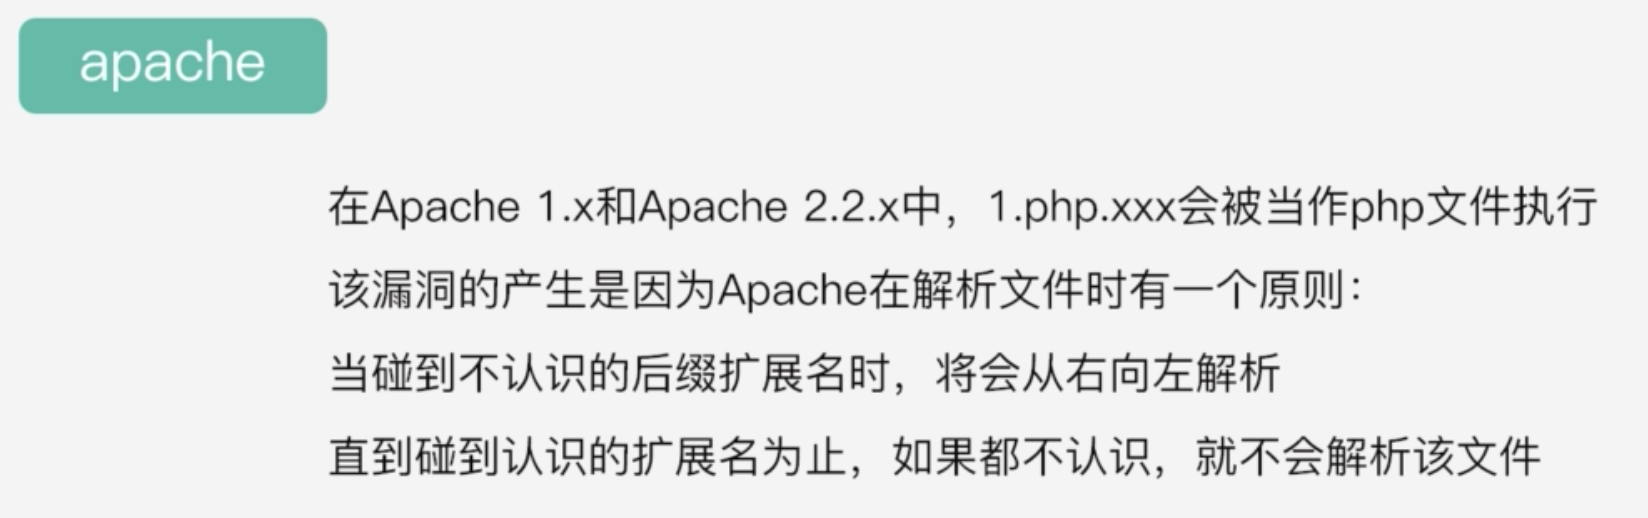 apache
在Apache 1.x和Apache 2.2.x中，1.php.xxx会被当作php文件执行
该漏洞的产生是因为Apache在解析文件时有一个原则：
当碰到不认识的后缀扩展名时，将会从右向左解析
直到碰到认识的扩展名为止，如果都不认识，就不会解析该文件